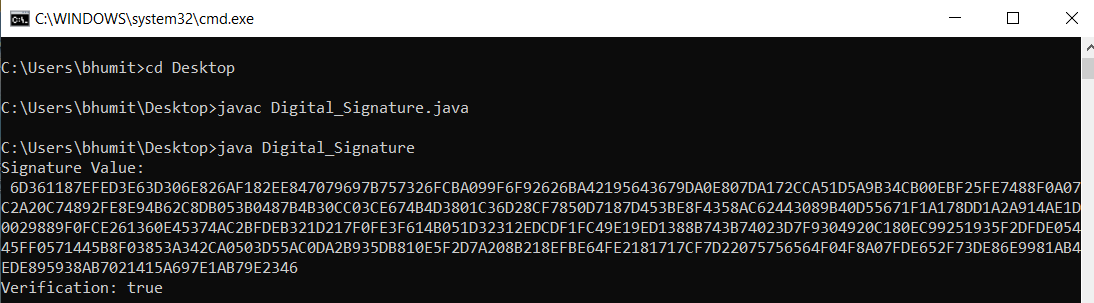 C:\WINDOWS\system32\cmd.exe
C:\Users\bhumit>cd Desktop
C:\Users\bhumit\Desktop>javac Digital_Signature.java
C:\Users\bhumit\Desktop>java Digital_Signature
Signature Value:
6D361187EFED3E63D306E826AF182EE847079697B757326FCBA099F6F92626BA42195643679DA0E807DA172CCA51D5A9B34CB00EBF25FE7488F0A07
C2A20C74892FE8E94B62C8DB053B0487B4B30CC03CE674B4D3801C36D28CF7850D7187D453BE8F4358AC62443089B40D55671F1A178DD1A2A914AE1D
0029889F0FCE261360E45374AC2BFDEB321D217F0FE3F614B051D32312EDCDF1FC49E19ED1388B743B74023D7F9304920C180EC99251935F2DFDE054
45FF0571445B8F03853A342CA0503D55AC0DA2B935DB810E5F2D7A208B218EFBE64FE2181717CF7D22075756564F04F8A07FDE652F73DE86E9981AB4
EDE895938AB7021415A697E1AB79E2346
Verification: true